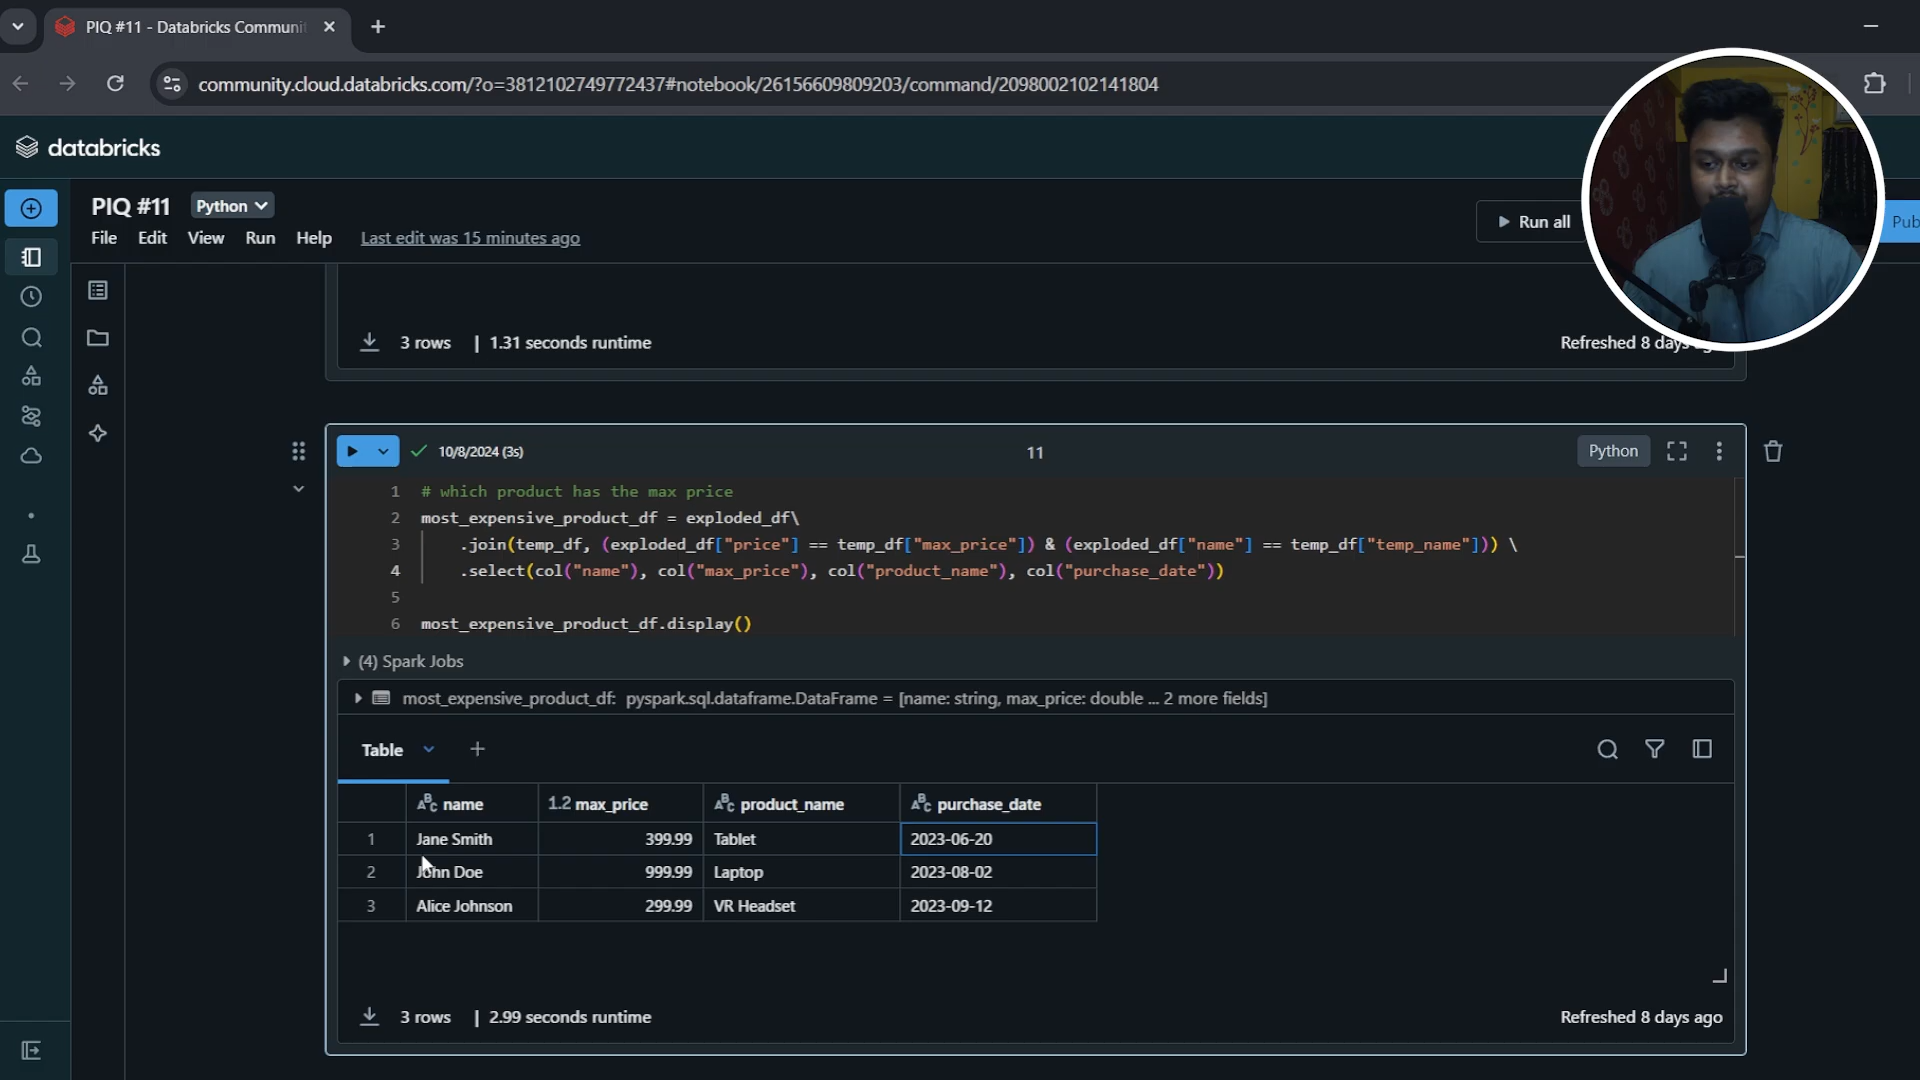 PIQ #11 - Databricks Communi
community.cloud.databricks.com/?o=3812102749772437#notebook/26156609809203/command/2098002102141804
databricks
PIQ #11 Python
File Edit View Run Help Last edit was 15 minutes ago
Run all
Pub
3 rows | 1.31 seconds runtime
Refreshed 8 days
10/8/2024 (3s)
11
Python
1 # which product has the max price
2 most_expensive_product_df = exploded_df\
3 .join(temp_df, (exploded_df["price"] == temp_df["max_price"]) & (exploded_df["name"] == temp_df["temp_name"])) \
4 .select(col("name"), col("max_price"), col("product_name"), col("purchase_date"))
5
6 most_expensive_product_df.display()
(4) Spark Jobs
most_expensive_product_df: pyspark.sql.dataframe.DataFrame = [name: string, max_price: double ... 2 more fields]
Table +
ABC name 1.2 max_price ABC product_name ABC purchase_date
1 Jane Smith 399.99 Tablet 2023-06-20
2 John Doe 999.99 Laptop 2023-08-02
3 Alice Johnson 299.99 VR Headset 2023-09-12
3 rows | 2.99 seconds runtime
Refreshed 8 days ago